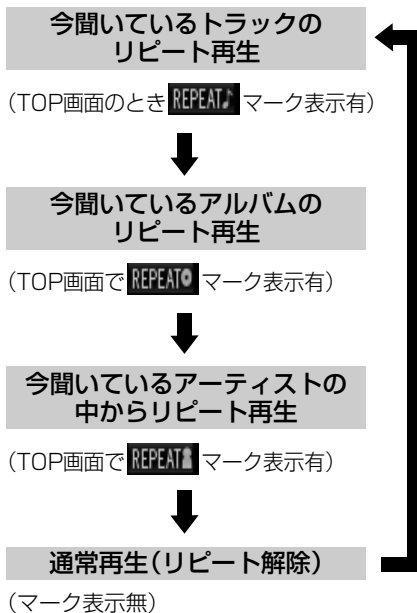 今聞いているトラックの
リピート再生
(TOP画面のとき REPEAT♪ マーク表示有)
今聞いているアルバムの
リピート再生
(TOP画面で REPEAT マーク表示有)
今聞いているアーティストの
中からリピート再生
(TOP画面で REPEAT マーク表示有)
通常再生(リピート解除)
(マーク表示無)